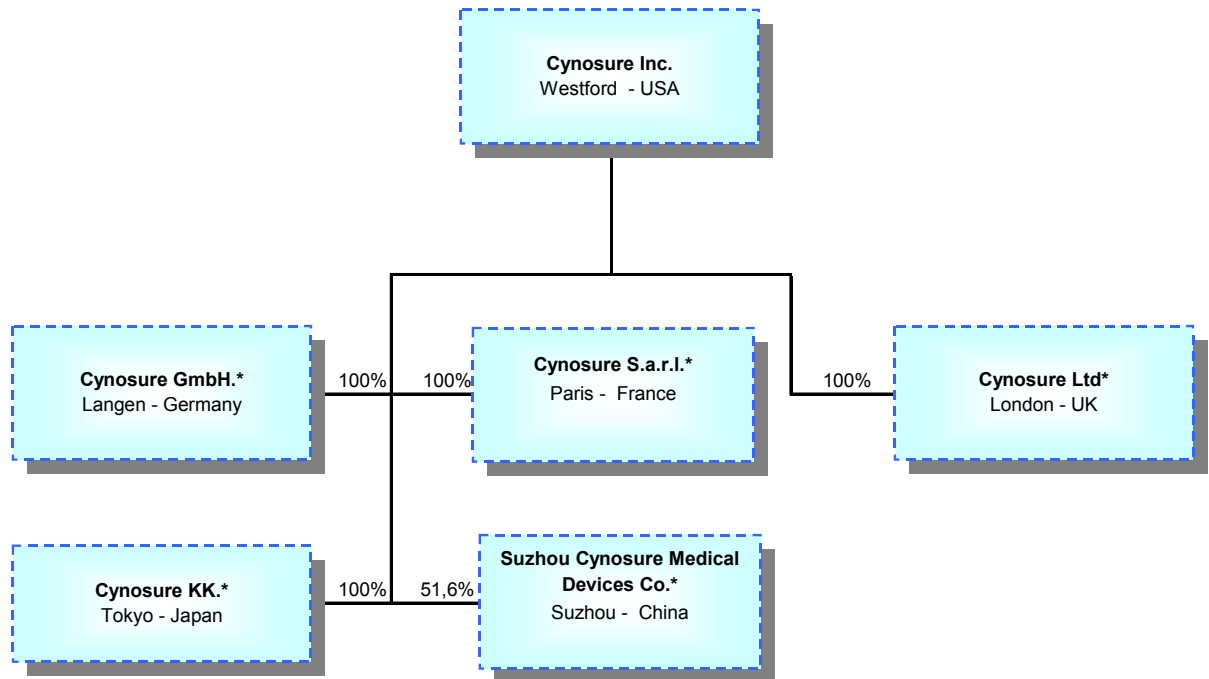 Cynosure Inc.
Westford - USA
Cynosure GmbH.*
Langen - Germany
100%
100%
Cynosure S.a.r.l.*
Paris - France
100%
Cynosure Ltd*
London - UK
Cynosure KK.*
Tokyo - Japan
100%
51,6%
Suzhou Cynosure Medical
Devices Co.*
Suzhou - China